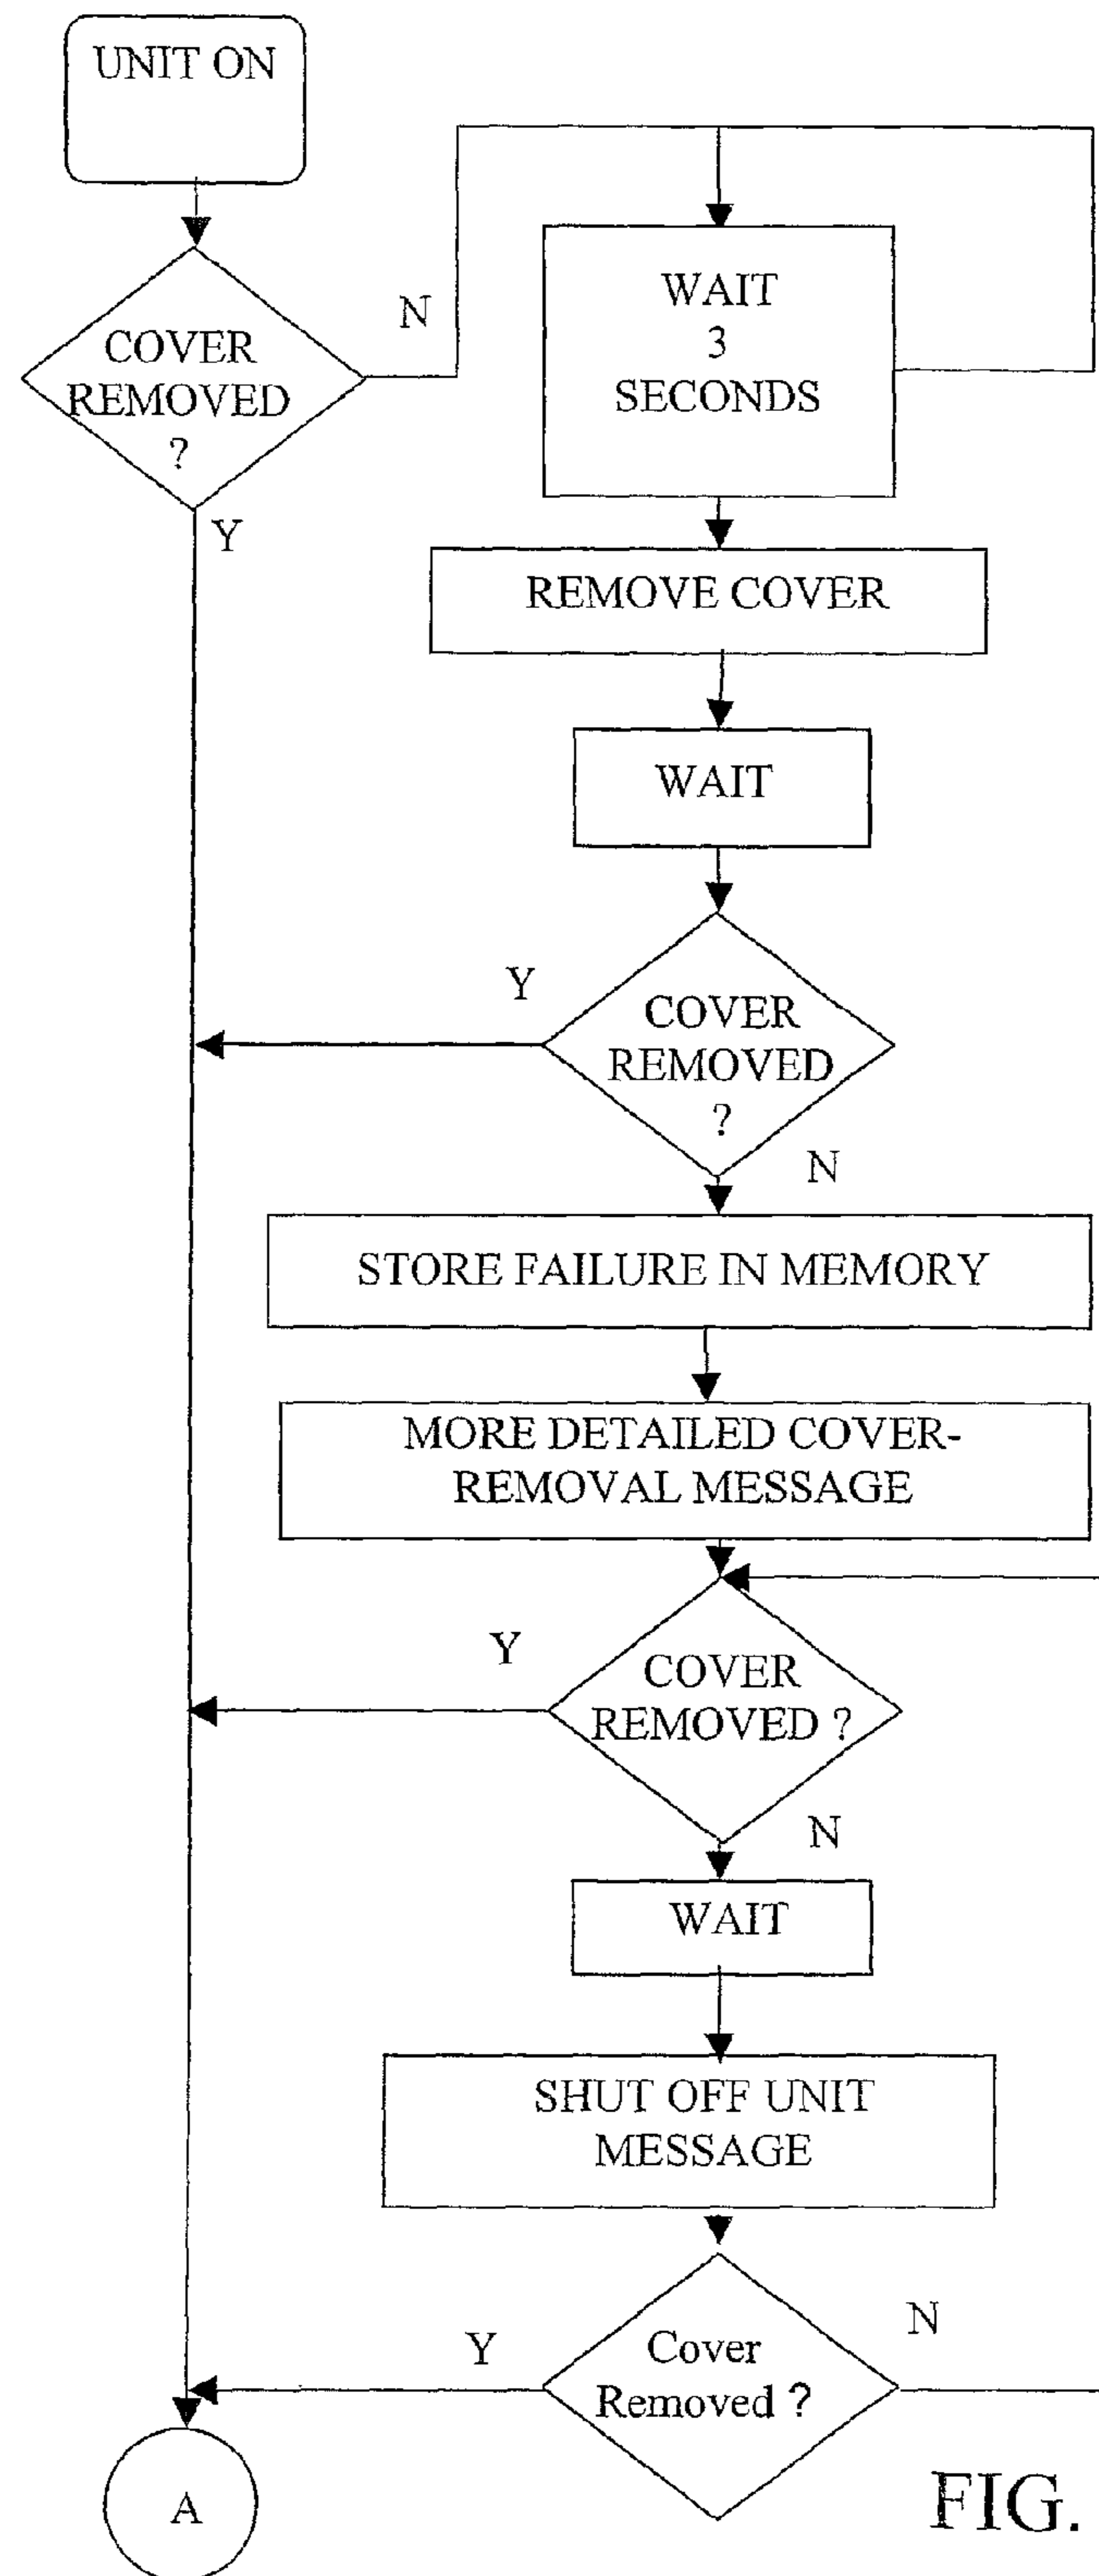 UNIT ON
COVER
REMOVED
?
N
Y
WAIT
3
SECONDS
REMOVE COVER
WAIT
Y
COVER
REMOVED
?
N
STORE FAILURE IN MEMORY
MORE DETAILED COVER-
REMOVAL MESSAGE
Y
COVER
REMOVED ?
N
WAIT
SHUT OFF UNIT
MESSAGE
Y
Cover
Removed ?
N
A
FIG.